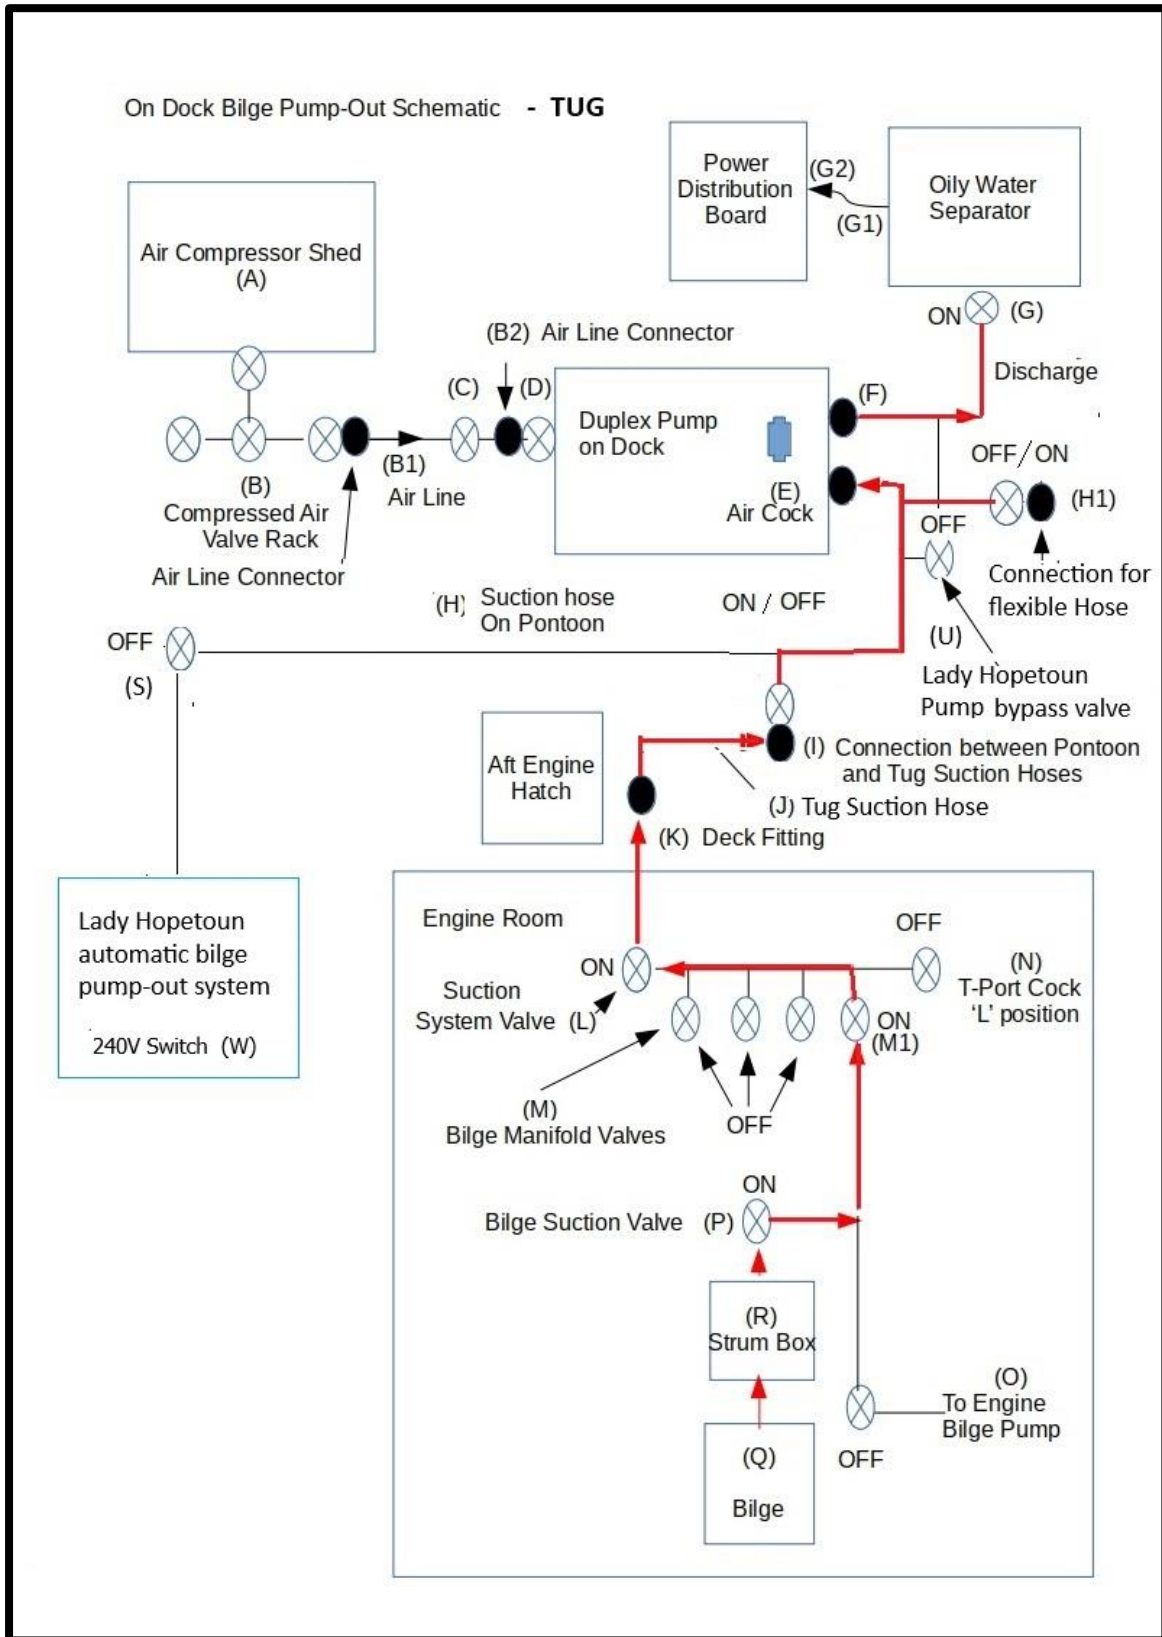 On Dock Bilge Pump-Out Schematic - TUG
Power
Distribution
Board
(G2)
(G1)
Oily Water
Separator
Air Compressor Shed
(A)
ON
(G)
(B2) Air Line Connector
Discharge
(C)
(D)
(F)
Duplex Pump
on Dock
OFF/ON
(B1)
Air Line
(B)
Compressed Air
Valve Rack
(E)
Air Cock
(H1)
OFF
Air Line Connector
Connection for
flexible Hose
(H) Suction hose
On Pontoon
ON / OFF
OFF
(S)
(U)
Lady Hopetoun
Pump bypass valve
Aft Engine
Hatch
(I) Connection between Pontoon
and Tug Suction Hoses
(J) Tug Suction Hose
(K) Deck Fitting
Lady Hopetoun
automatic bilge
pump-out system
240V Switch (W)
Engine Room
OFF
ON
(N)
T-Port Cock
'L' position
Suction
System Valve (L)
ON
(M1)
(M)
Bilge Manifold Valves
OFF
ON
Bilge Suction Valve (P)
(R)
Strum Box
(O)
To Engine
Bilge Pump
OFF
(Q)
Bilge